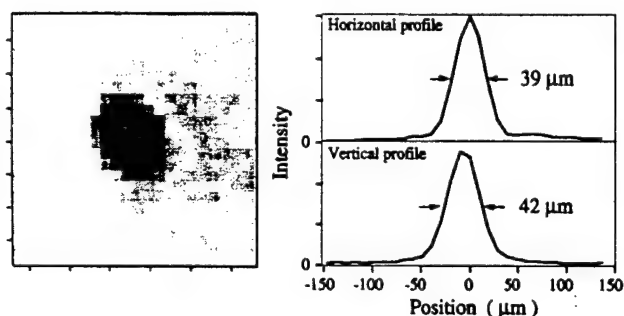 Horizontal profile
39 μm
0
Vertical profile
42 μm
0
Intensity
-150 -100 -50 0 50 100 150
Position ( μm)